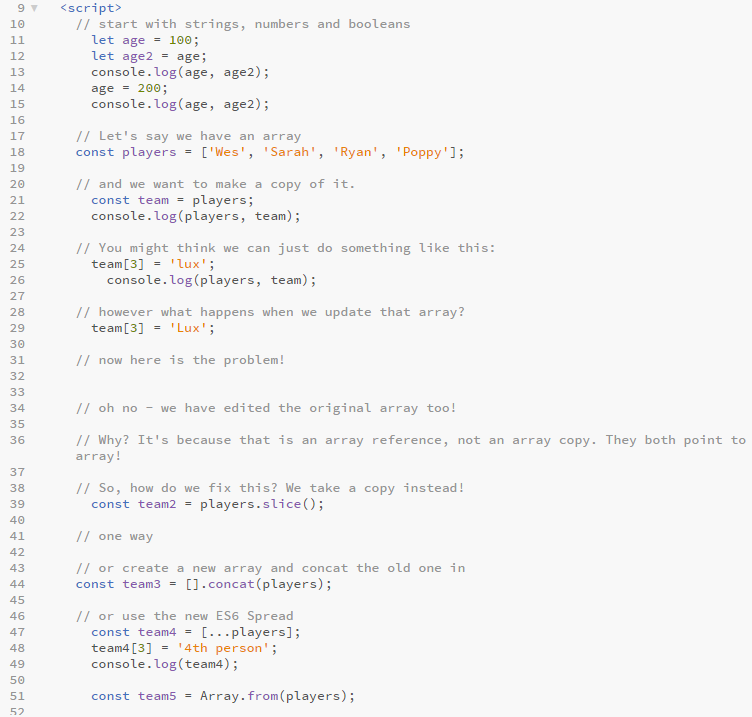 9 <script>
10 // start with strings, numbers and booleans
11 let age = 100;
12 let age2 = age;
13 console.log(age, age2);
14 age = 200;
15 console.log(age, age2);
16
17 // Let's say we have an array
18 const players = ['Wes', 'Sarah', 'Ryan', 'Poppy'];
19
20 // and we want to make a copy of it.
21 const team = players;
22 console.log(players, team);
23
24 // You might think we can just do something like this:
25 team[3] = 'lux';
26 console.log(players, team);
27
28 // however what happens when we update that array?
29 team[3] = 'Lux';
30
31 // now here is the problem!
32
33
34 // oh no - we have edited the original array too!
35
36 // Why? It's because that is an array reference, not an array copy. They both point to
array!
37
38 // So, how do we fix this? We take a copy instead!
39 const team2 = players.slice();
40
41 // one way
42
43 // or create a new array and concat the old one in
44 const team3 = [].concat(players);
45
46 // or use the new ES6 Spread
47 const team4 = [...players];
48 team4[3] = '4th person';
49 console.log(team4);
50
51 const team5 = Array.from(players);
52